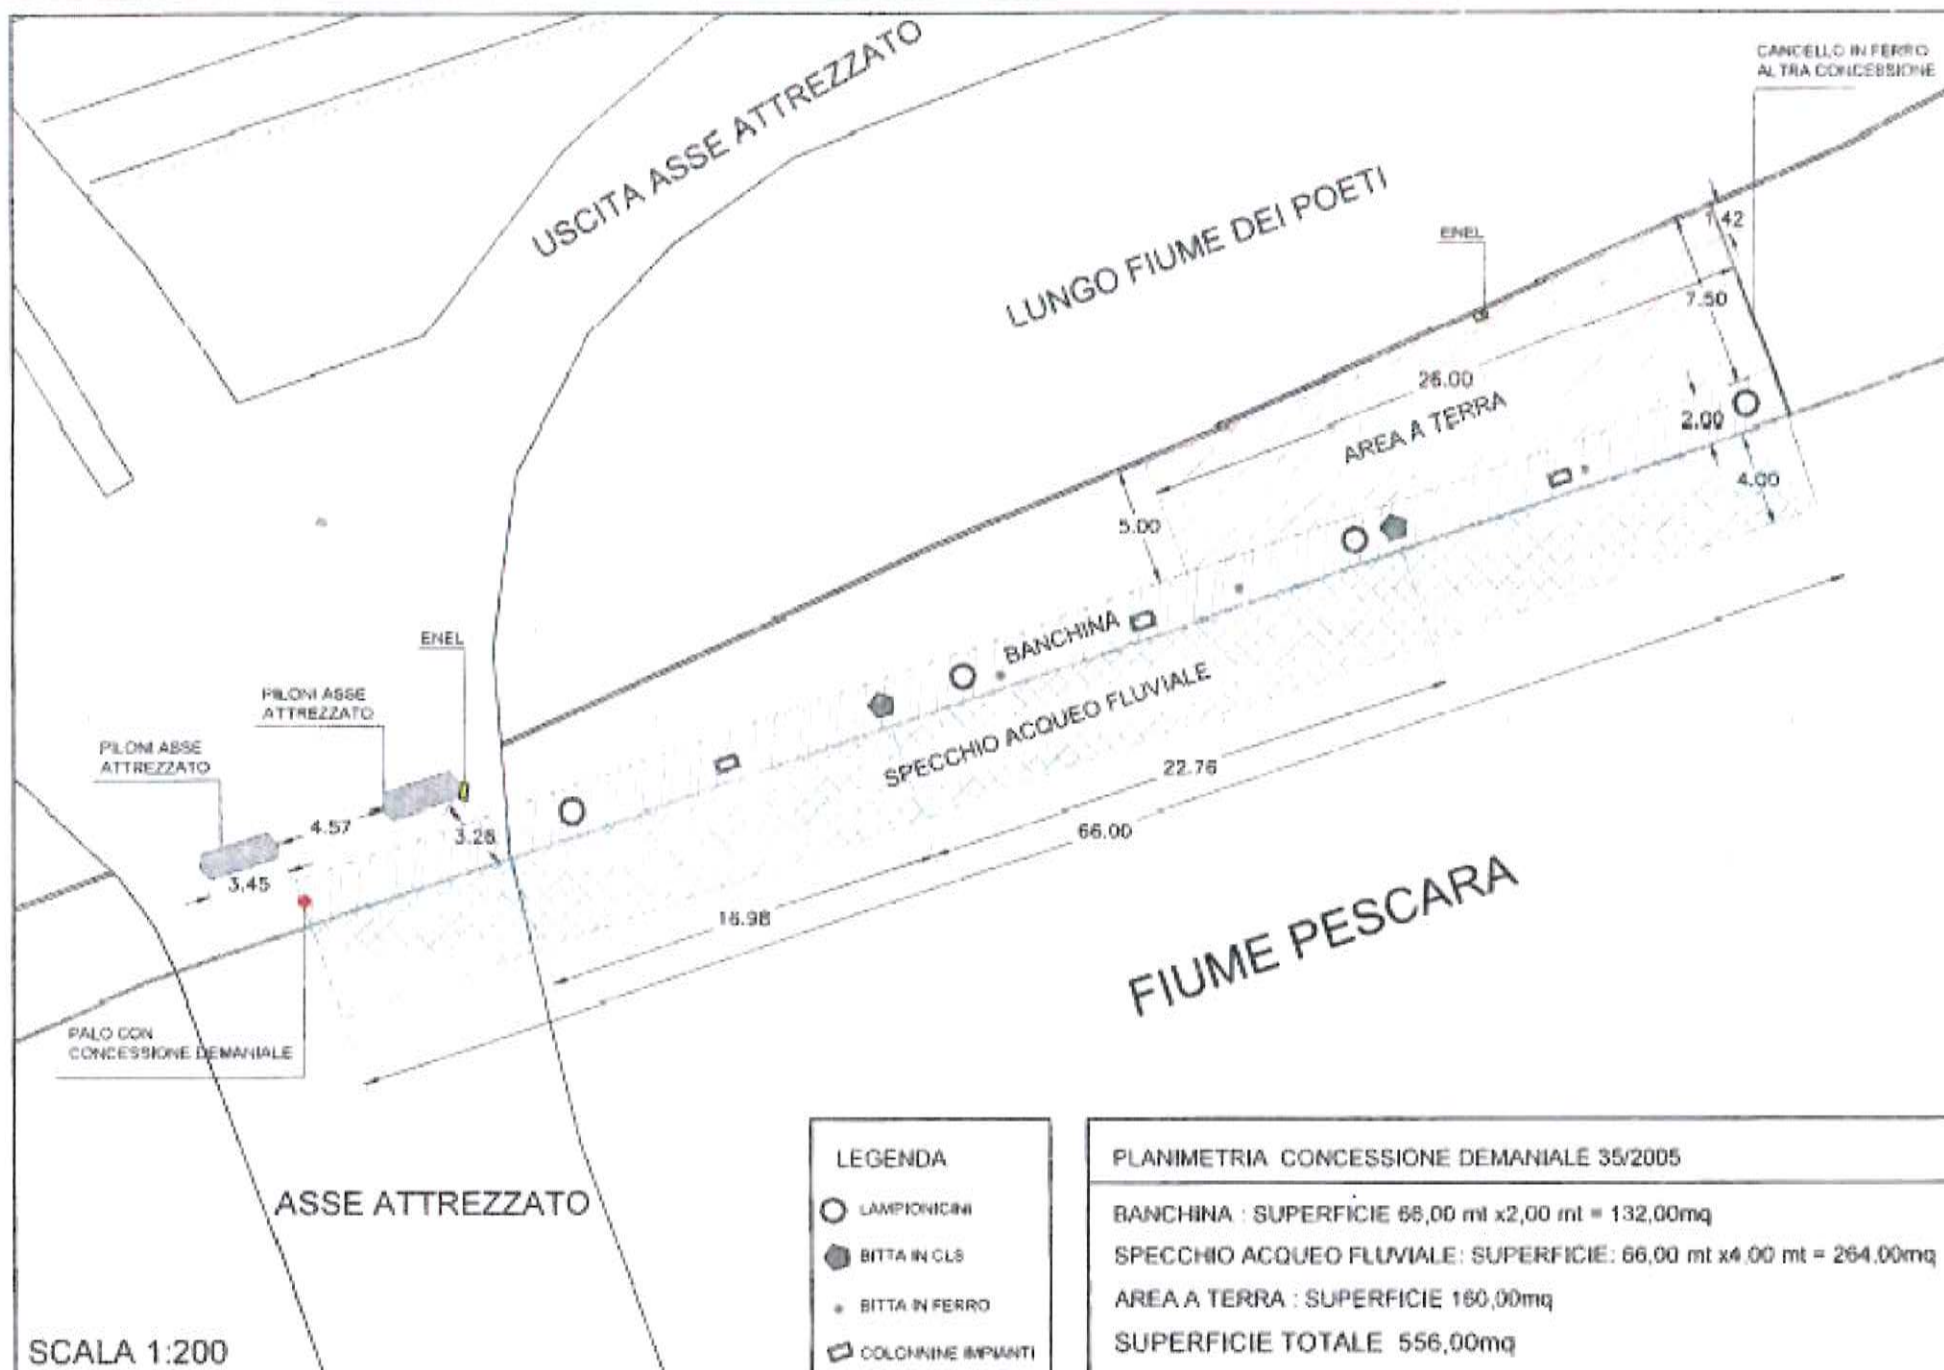 CANCELLO IN FERRO
ALTRA CONCESSIONE
USCITA ASSE ATTREZZATO
LUNGO FIUME DEI POETI
ENEL
1.42
7.50
26.00
AREA A TERRA
2.00
4.00
5.00
BANCHINA
SPECCHIO ACQUEO FLUVIALE
ENEL
PILONI ASSE
ATTREZZATO
PILONI ASSE
ATTREZZATO
4.57
3.28
3.45
22.76
66.00
16.98
FIUME PESCARA
PALO CON
CONCESSIONE DEMANIALE
ASSE ATTREZZATO
SCALA 1:200
LEGENDA
LAMPIONICINI
BITTA IN CLS
BITTA IN FERRO
COLONNINE IMPIANTI
PLANIMETRIA CONCESSIONE DEMANIALE 35/2005
BANCHINA : SUPERFICIE 66,00 mt x2,00 mt = 132,00mq
SPECCHIO ACQUEO FLUVIALE: SUPERFICIE: 66,00 mt x4,00 mt = 264,00mq
AREA A TERRA : SUPERFICIE 160,00mq
SUPERFICIE TOTALE 556,00mq